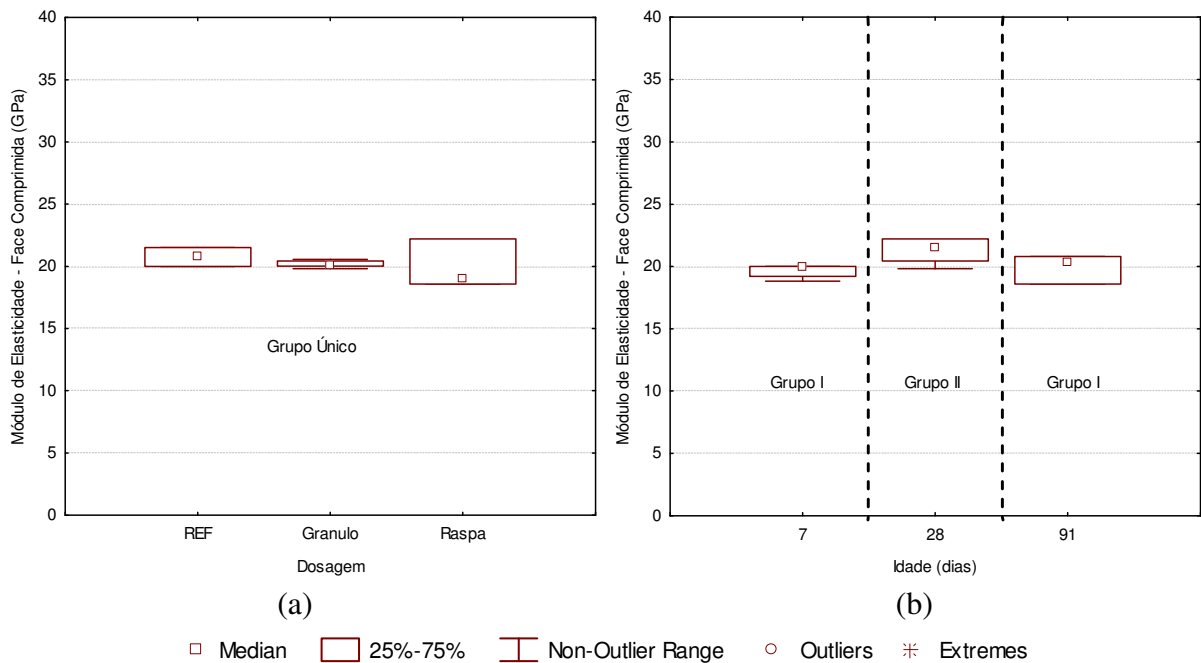 40
35
30
25
20
15
10
5
0
Módulo de Elasticidade - Face Comprimida (GPa)
Grupo Único
REF Granulo Raspa
Dosagem
(a)
40
35
30
25
20
15
10
5
0
Módulo de Elasticidade - Face Comprimida (GPa)
Grupo I Grupo II Grupo I
7 28 91
Idade (dias)
(b)
Median 25%-75% Non-Outlier Range Outliers Extremes